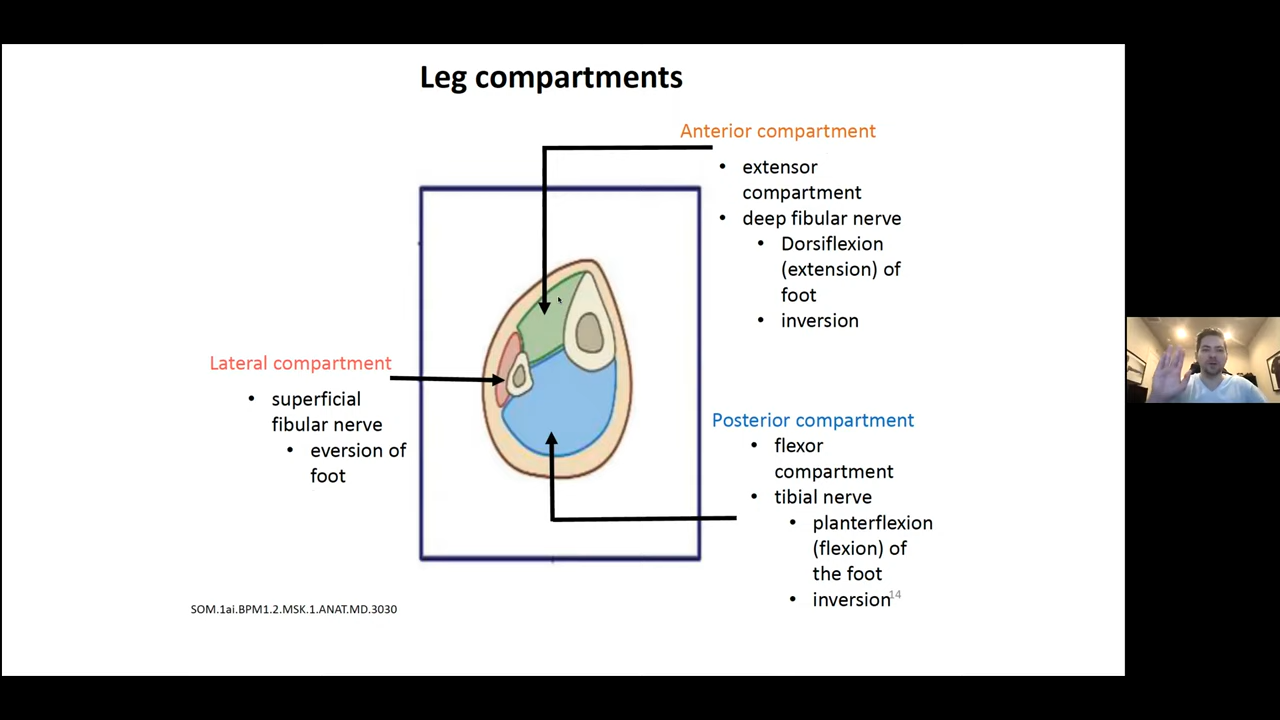 Leg compartments
Anterior compartment
• extensor
compartment
• deep fibular nerve
• Dorsiflexion
(extension) of
foot
• inversion
Lateral compartment
• superficial
fibular nerve
• eversion of
foot
Posterior compartment
• flexor
compartment
• tibial nerve
• planterflexion
(flexion) of
the foot
• inversion
14
SOM.1ai.BPM1.2.MSK.1.ANAT.MD.3030